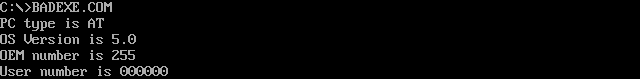 C:\>BADEXE.COM
PC type is AT
OS Version is 5.0
OEM number is 255
User number is 000000